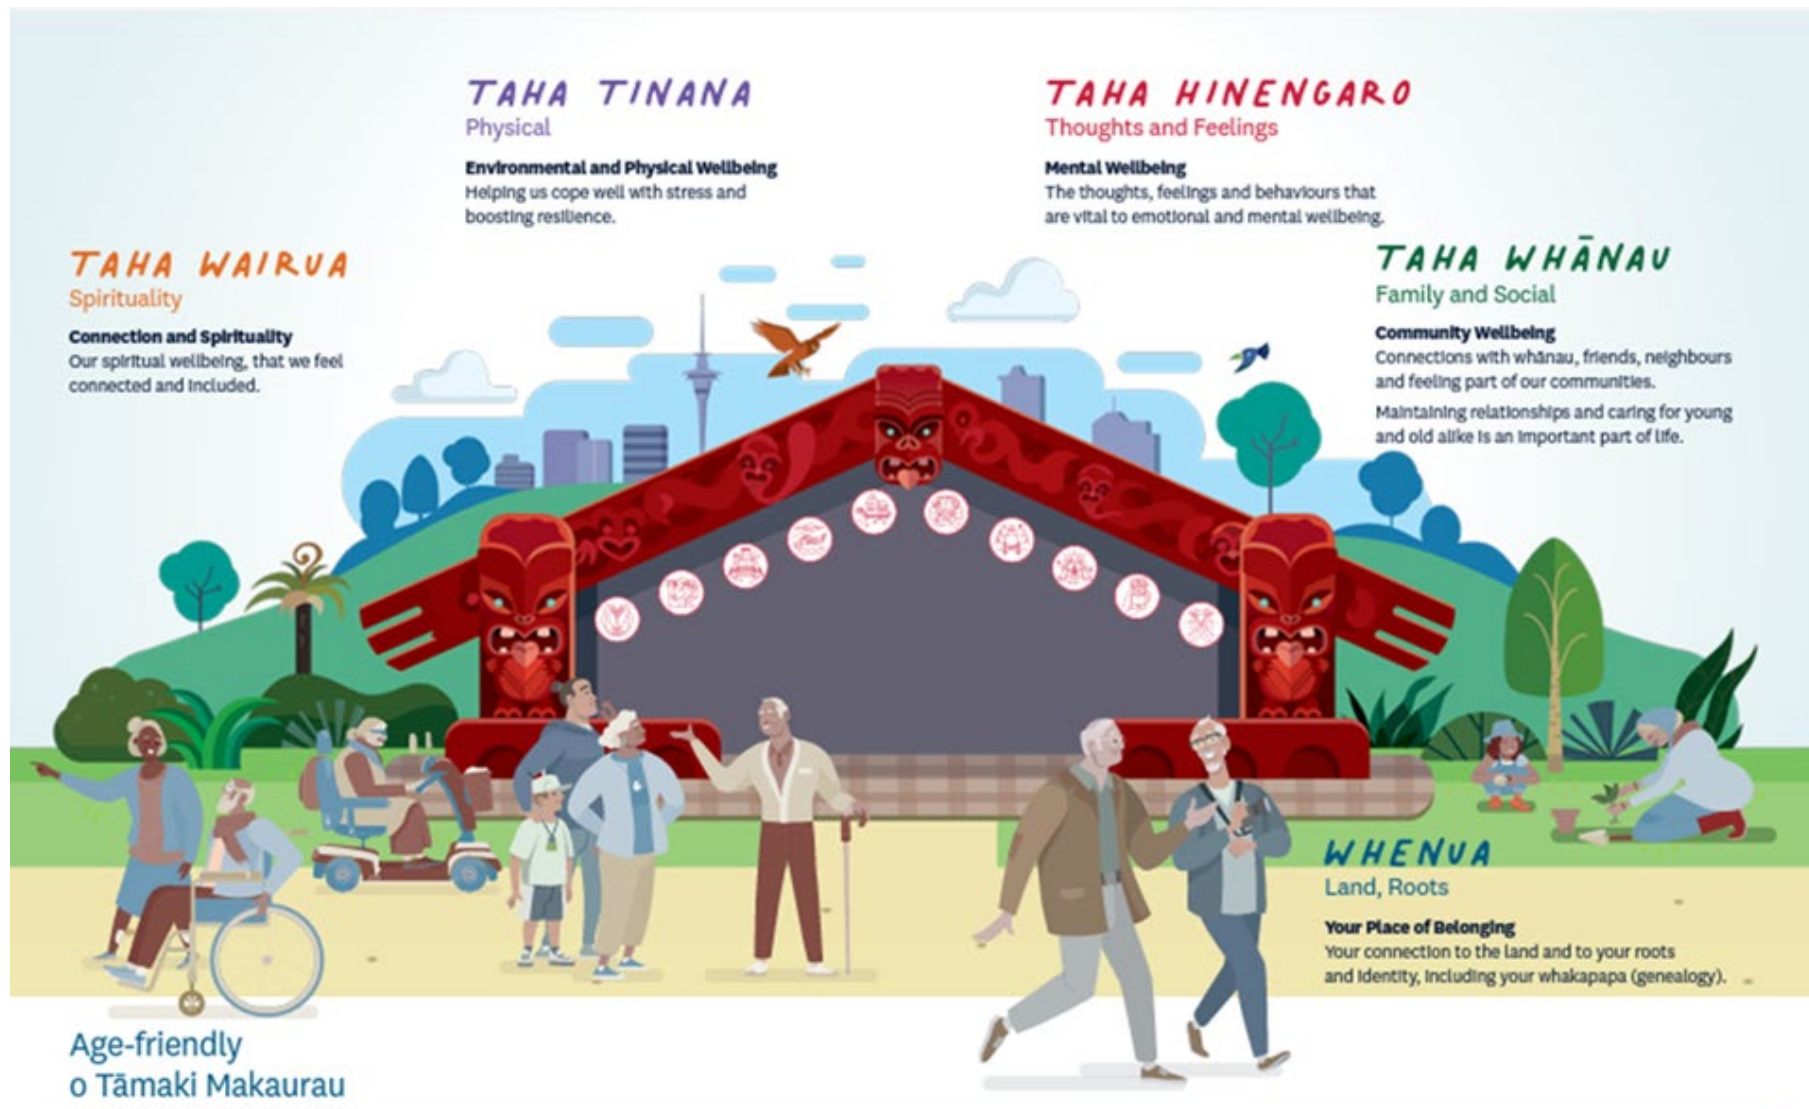 TAHA TINANA
Physical
Environmental and Physical Wellbeing
Helping us cope well with stress and
boosting resilience.
TAHA HINENGARO
Thoughts and Feelings
Mental Wellbeing
The thoughts, feelings and behaviours that
are vital to emotional and mental wellbeing.
TAHA WAIRUA
Spirituality
Connection and Spirituality
Our spiritual wellbeing, that we feel
connected and included.
TAHA WHĀNAU
Family and Social
Community Wellbeing
Connections with whānau, friends, neighbours
and feeling part of our communities.
Maintaining relationships and caring for young
and old alike is an important part of life.
WHENUA
Land, Roots
Your Place of Belonging
Your connection to the land and to your roots
and identity, including your whakapapa (genealogy).
Age-friendly
o Tāmaki Makaurau